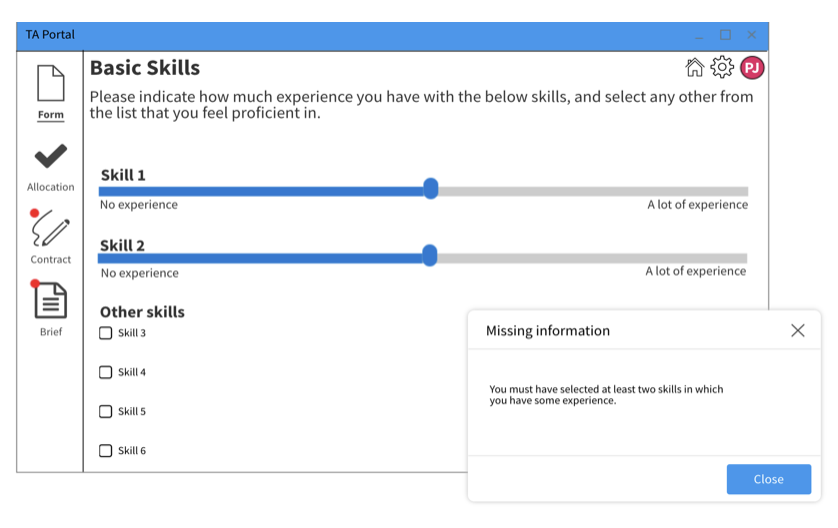 TA Portal
Form
Allocation
Contract
Brief
Basic Skills
PJ
Please indicate how much experience you have with the below skills, and select any other from
the list that you feel proficient in.
Skill 1
No experience
A lot of experience
Skill 2
No experience
A lot of experience
Other skills
Skill 3
Skill 4
Skill 5
Skill 6
Missing information
You must have selected at least two skills in which
you have some experience.
Close